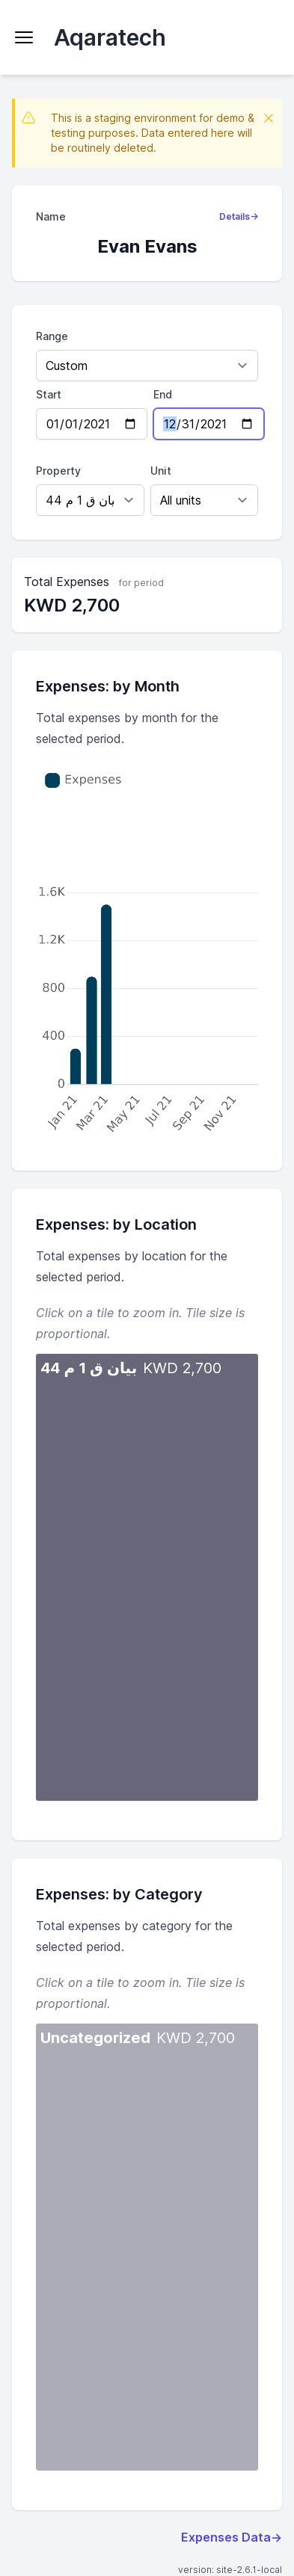 Aqaratech
This is a staging environment for demo &
testing purposes. Data entered here will
be routinely deleted.
Name
Details→
Evan Evans
Range
Custom
Start End
01/01/2021 12/31/2021
Property Unit
بيان ق 1 م 44 All units
Total Expenses for period
KWD 2,700
Expenses: by Month
Total expenses by month for the
selected period.
Expenses
1.6K
1.2K
800
400
0
Jan 21 Mar 21 May 21 Jul 21 Sep 21 Nov 21
Expenses: by Location
Total expenses by location for the
selected period.
Click on a tile to zoom in. Tile size is
proportional.
بيان ق 1 م 44 KWD 2,700
Expenses: by Category
Total expenses by category for the
selected period.
Click on a tile to zoom in. Tile size is
proportional.
Uncategorized KWD 2,700
Expenses Data→
version: site-2.6.1-local